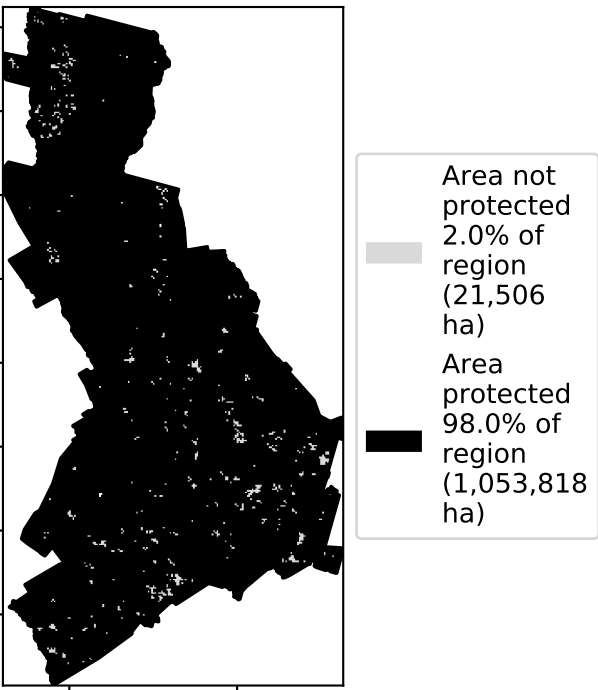 Area not
protected
2.0% of
region
(21,506
ha)
Area
protected
98.0% of
region
(1,053,818
ha)